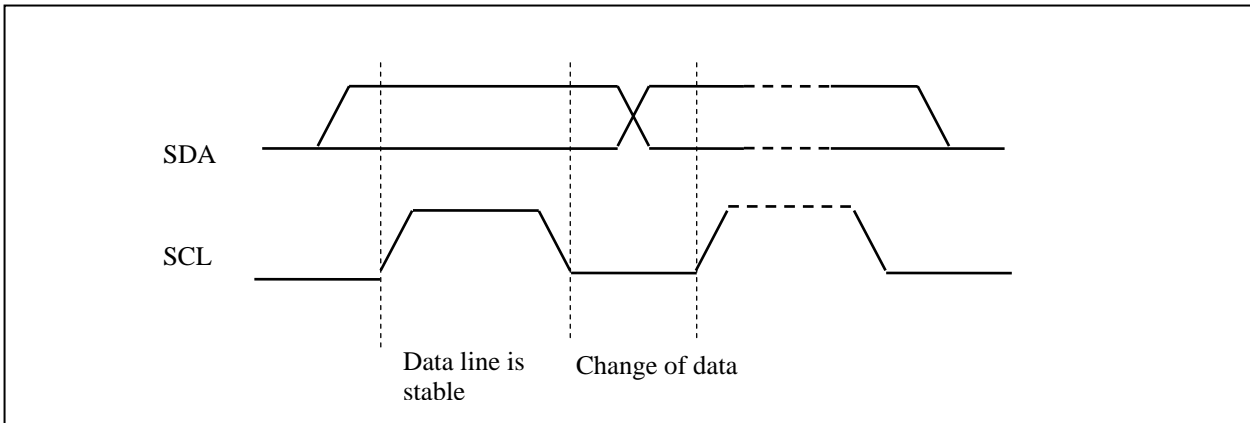 SDA
SCL
Data line is
stable
Change of data